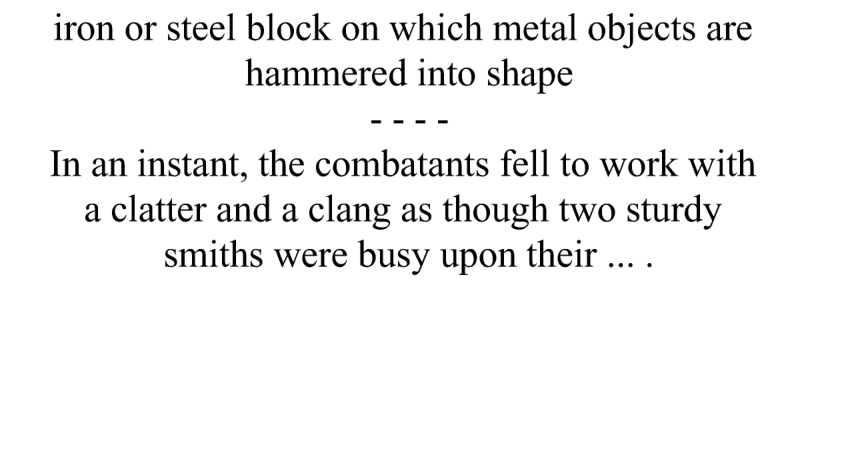 iron or steel block on which metal objects are
hammered into shape
- - - -
In an instant, the combatants fell to work with
a clatter and a clang as though two sturdy
smiths were busy upon their ... .